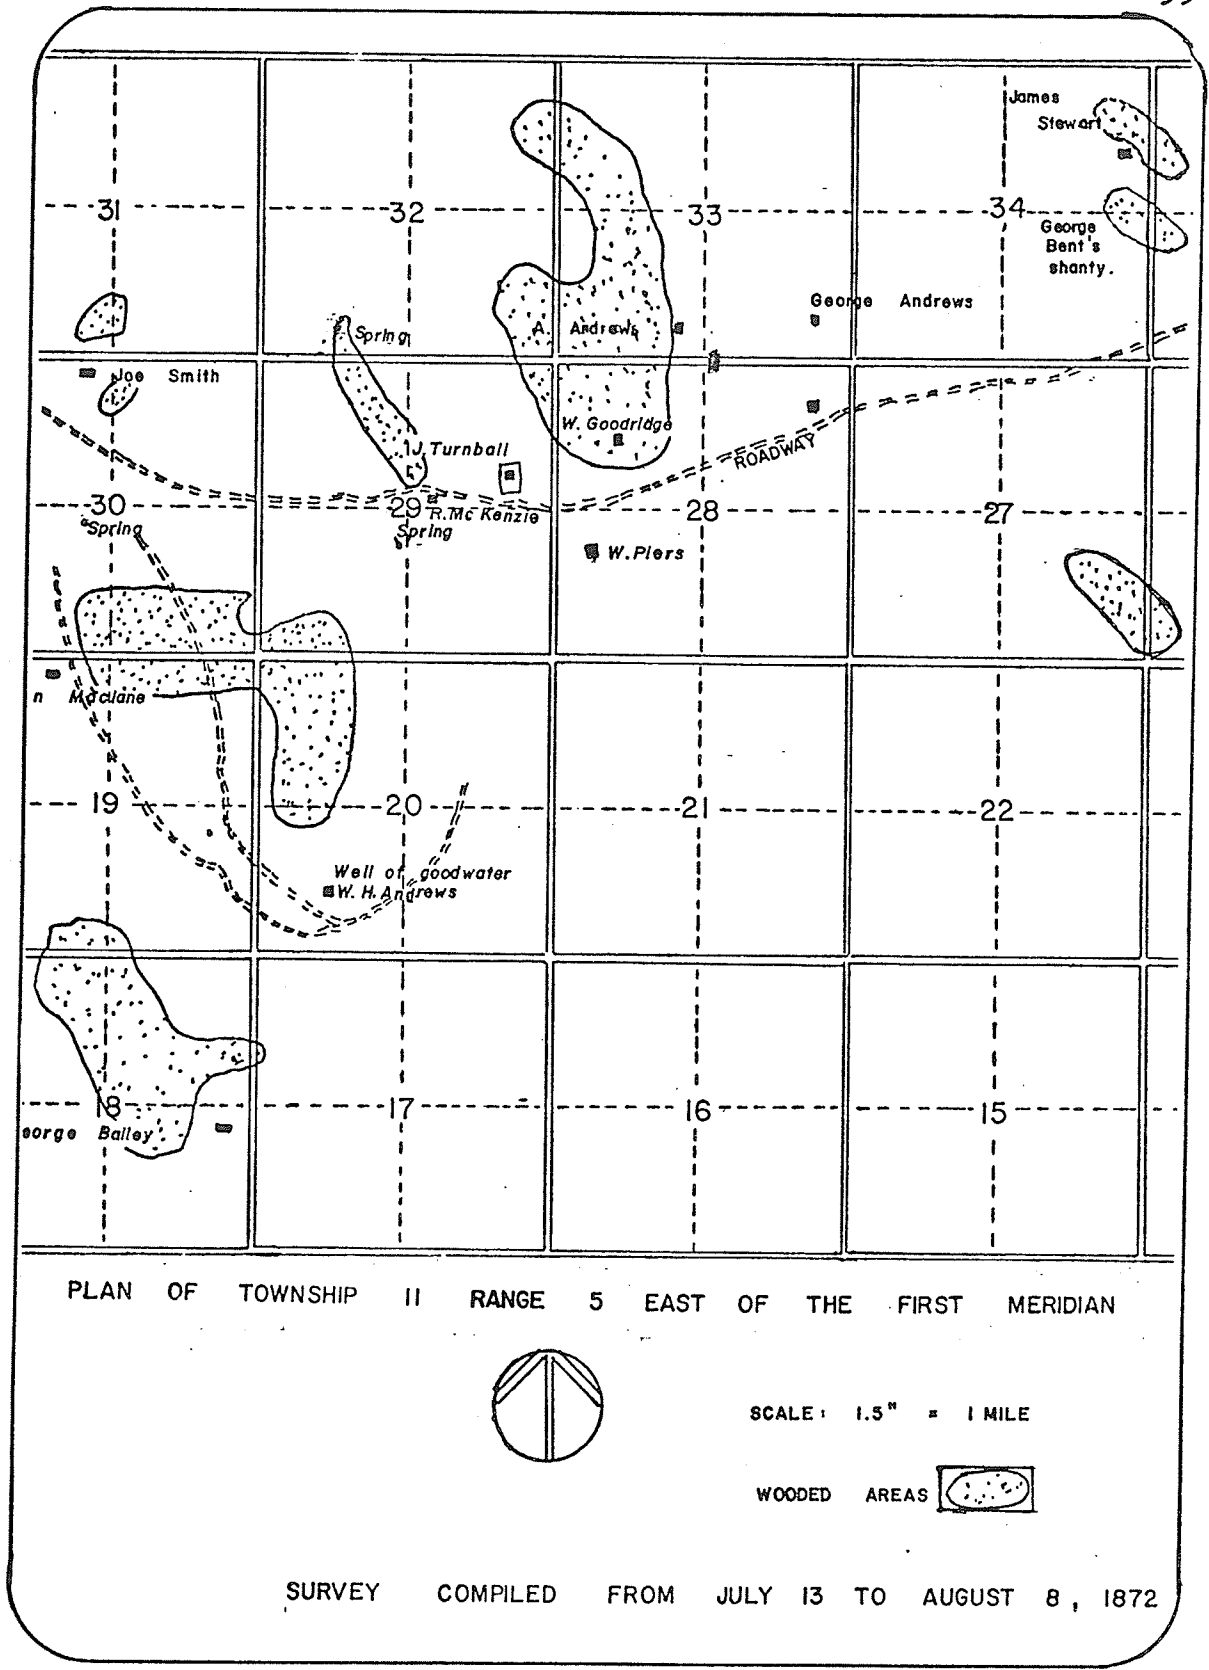 James
Stewart
31
32
33
34
George
Bent's
shanty.
George Andrews
A. Andrews
Spring
Joe Smith
W. Goodridge
J. Turnball
ROADWAY
30
29
28
27
R. Mc Kenzie
Spring
Spring
W. Piers
n Maclane
19
20
21
22
Well of goodwater
W. H. Andrews
18
17
16
15
eorge Bailey
PLAN OF TOWNSHIP 11 RANGE 5 EAST OF THE FIRST MERIDIAN
SCALE: 1.5" = 1 MILE
WOODED AREAS
SURVEY COMPILED FROM JULY 13 TO AUGUST 8, 1872